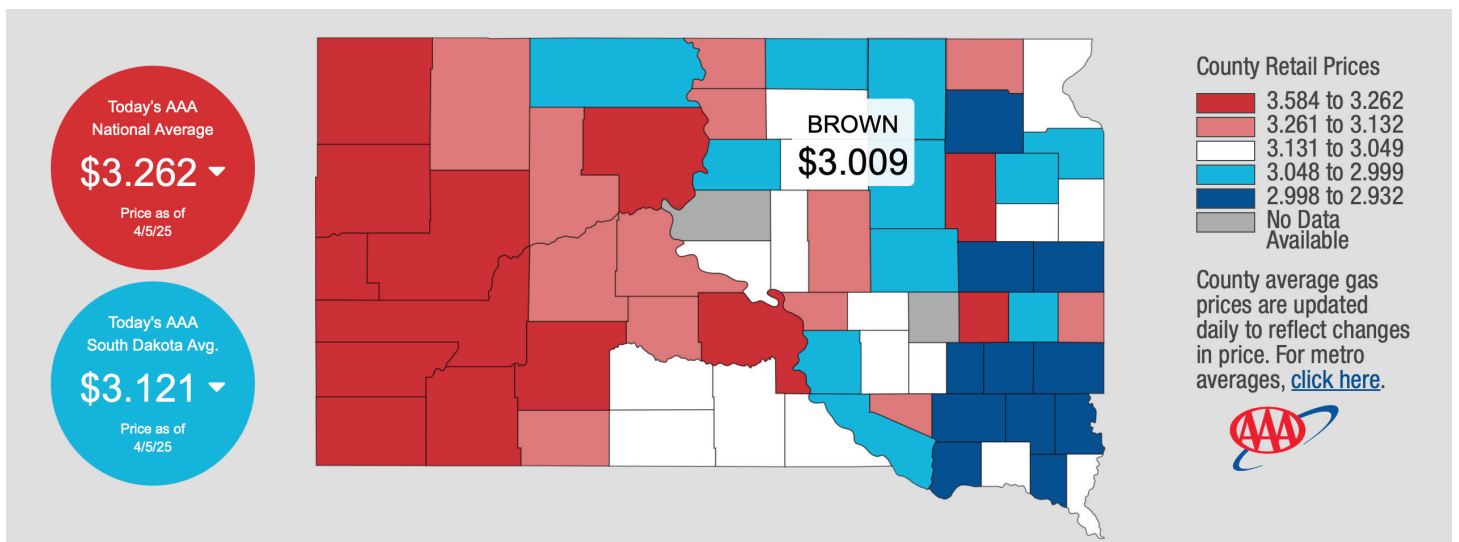 Today's AAA
National Average
$3.262
Price as of
4/5/25
Today's AAA
South Dakota Avg.
$3.121
Price as of
4/5/25
BROWN
$3.009
County Retail Prices
3.584 to 3.262
3.261 to 3.132
3.131 to 3.049
3.048 to 2.999
2.998 to 2.932
No Data
Available
County average gas
prices are updated
daily to reflect changes
in price. For metro
averages, click here.
AAA